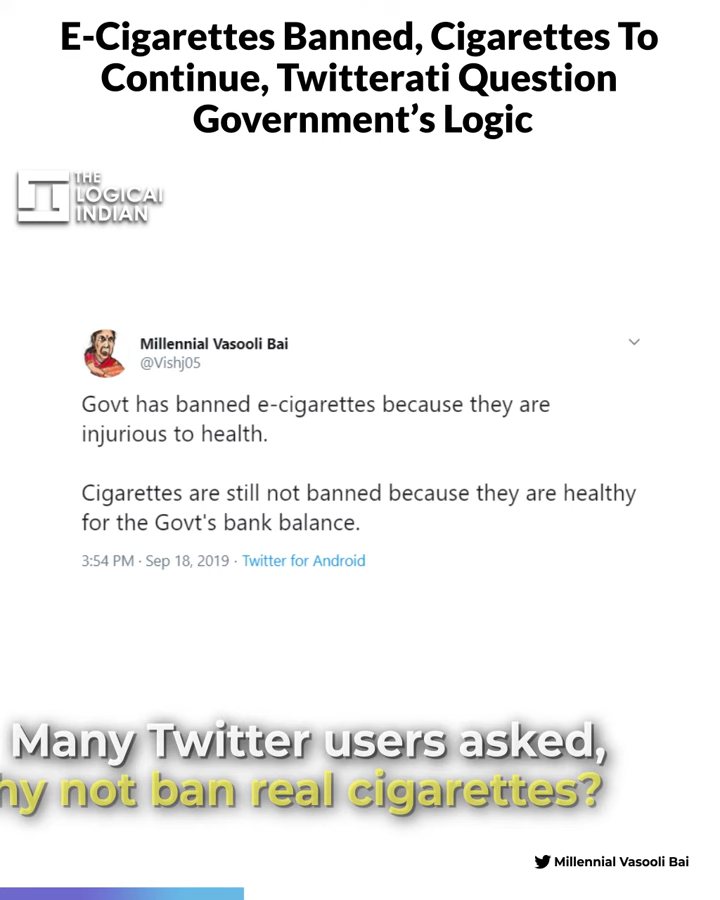 E-Cigarettes Banned, Cigarettes To
Continue, Twitterati Question
Government’s Logic
THE
LOGICAL
INDIAN
Millennial Vasooli Bai
@Vishj05
Govt has banned e-cigarettes because they are
injurious to health.
Cigarettes are still not banned because they are healthy
for the Govt's bank balance.
3:54 PM · Sep 18, 2019 · Twitter for Android
Many Twitter users asked,
hy not ban real cigarettes?
Millennial Vasooli Bai